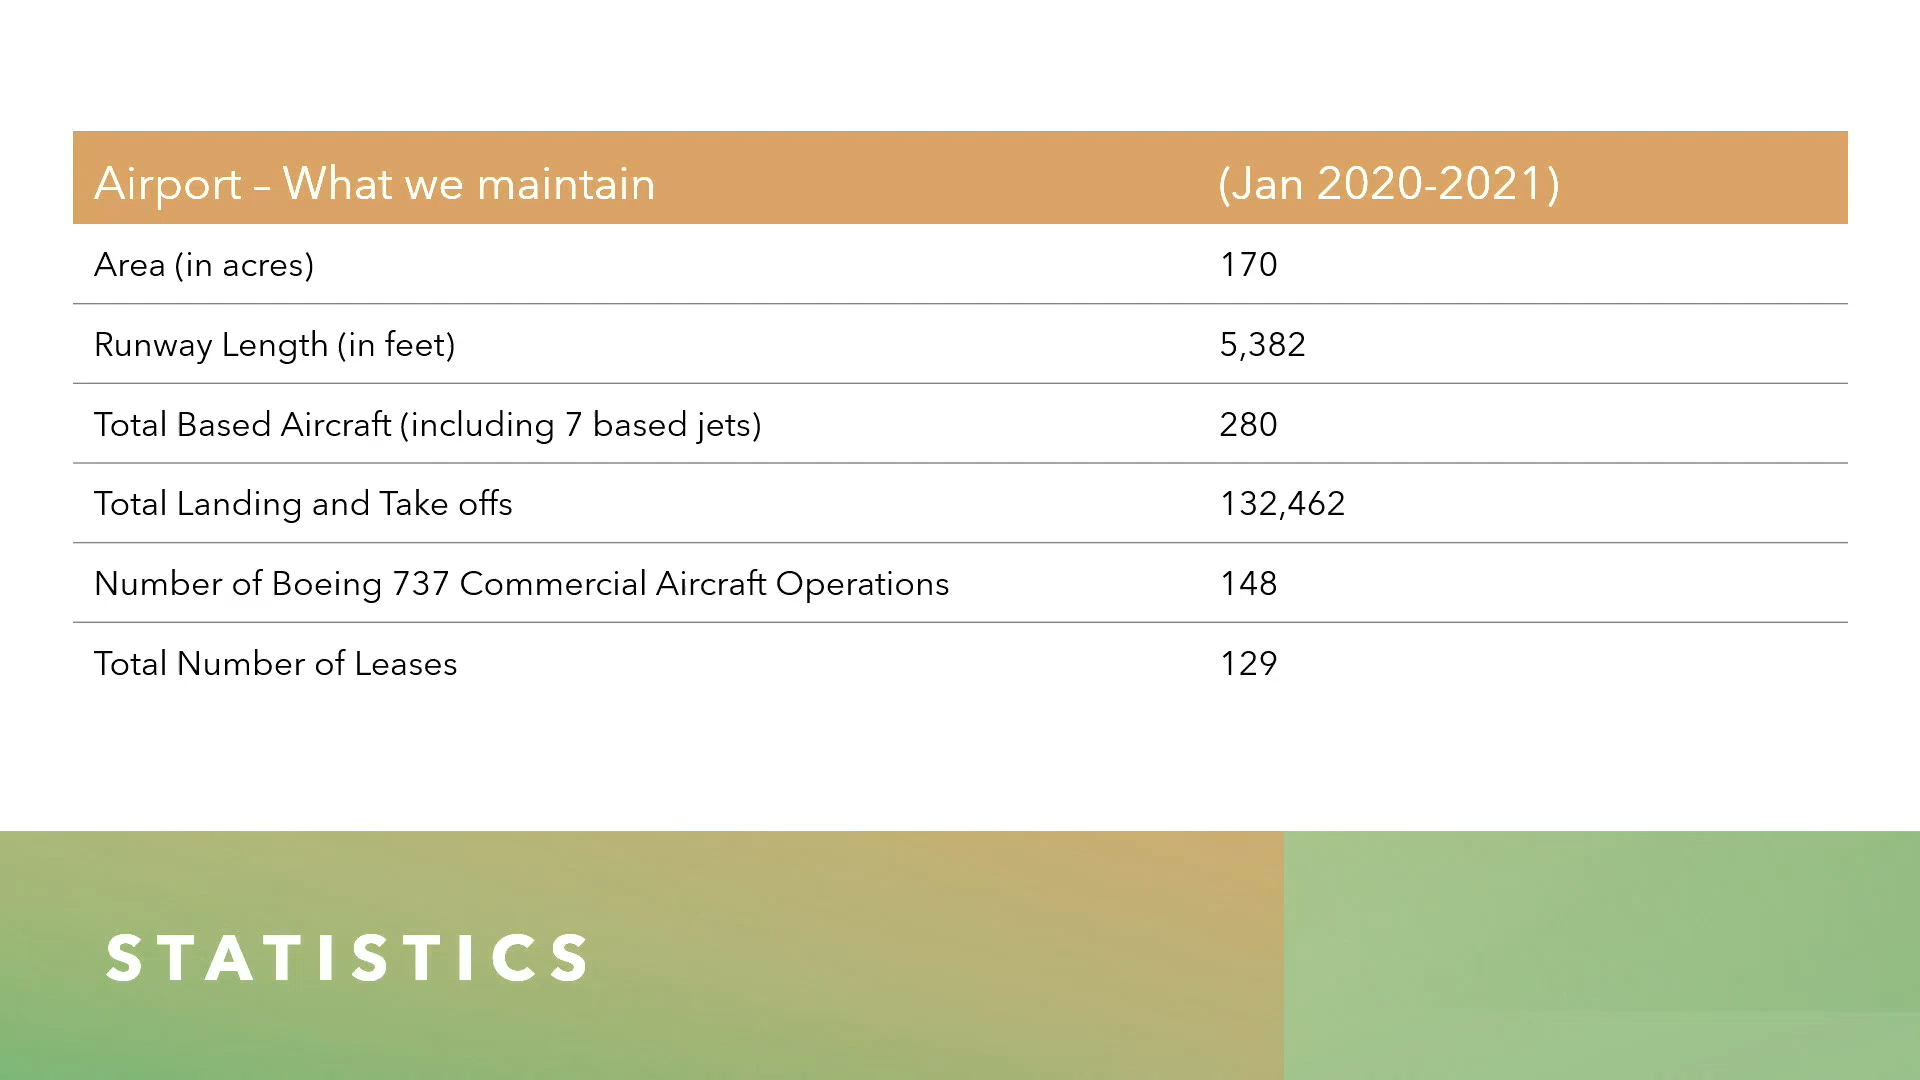 Airport – What we maintain (Jan 2020-2021)
Area (in acres) 170
Runway Length (in feet) 5,382
Total Based Aircraft (including 7 based jets) 280
Total Landing and Take offs 132,462
Number of Boeing 737 Commercial Aircraft Operations 148
Total Number of Leases 129
STATISTICS